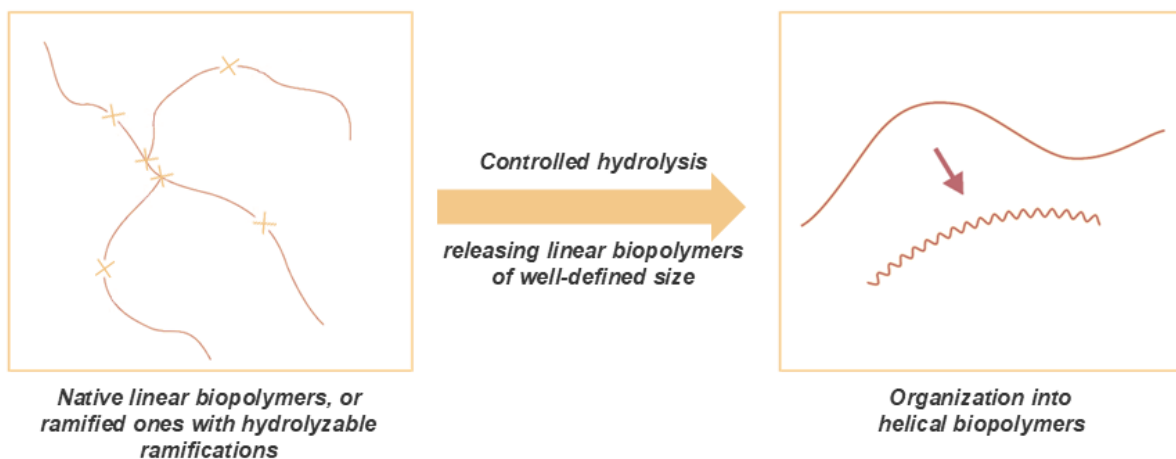 Controlled hydrolysis
releasing linear biopolymers
of well-defined size
Native linear biopolymers, or
ramified ones with hydrolyzable
ramifications
Organization into
helical biopolymers